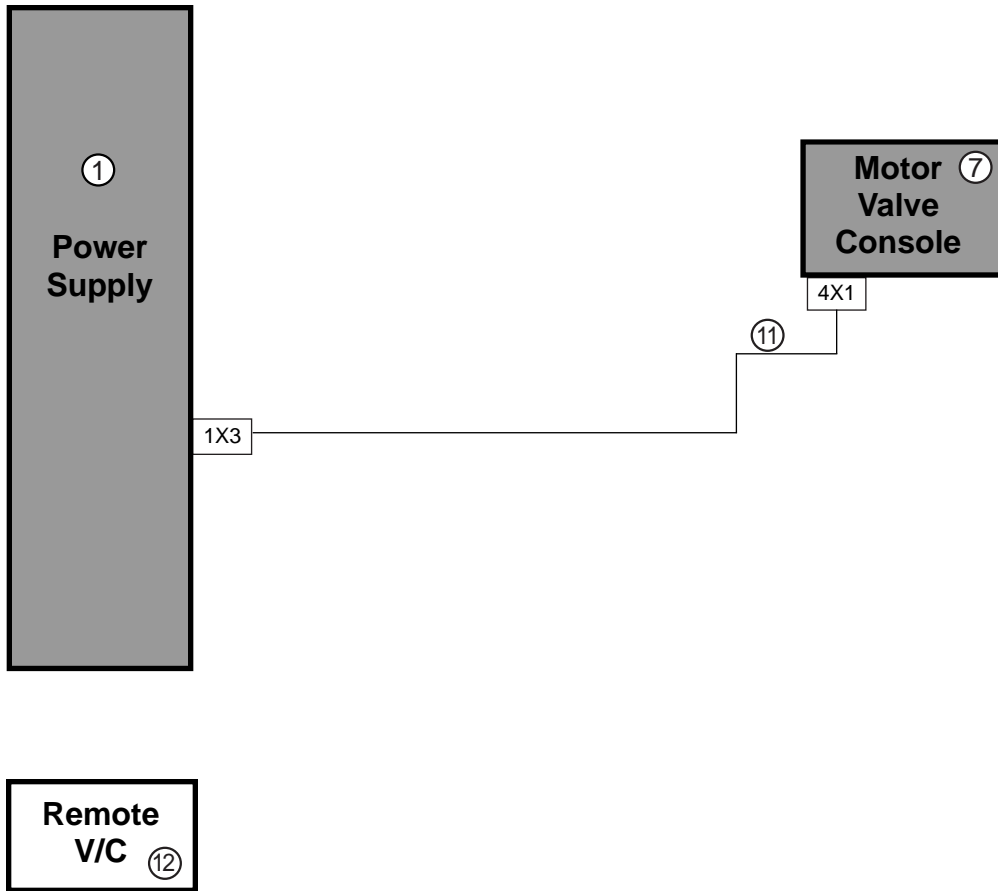 1
Power
Supply
Motor 7
Valve
Console
4X1
11
1X3
Remote
V/C 12